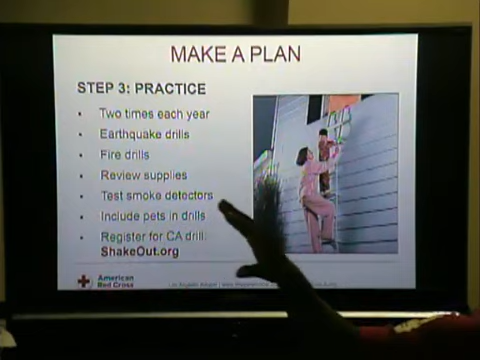 MAKE A PLAN
STEP 3: PRACTICE
• Two times each year
• Earthquake drills
• Fire drills
• Review supplies
• Test smoke detectors
• Include pets in drills
• Register for CA drill:
ShakeOut.org
American
Red Cross